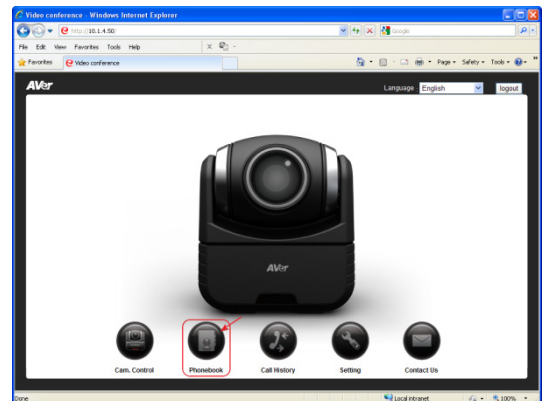 Video conference - Windows Internet Explorer
http://10.1.4.50/
Google
File Edit View Favorites Tools Help
Favorites Video conference
Page Safety Tools
AVer
Language English logout
AVer
Cam. Control Phonebook Call History Setting Contact Us
Done Local intranet 100%